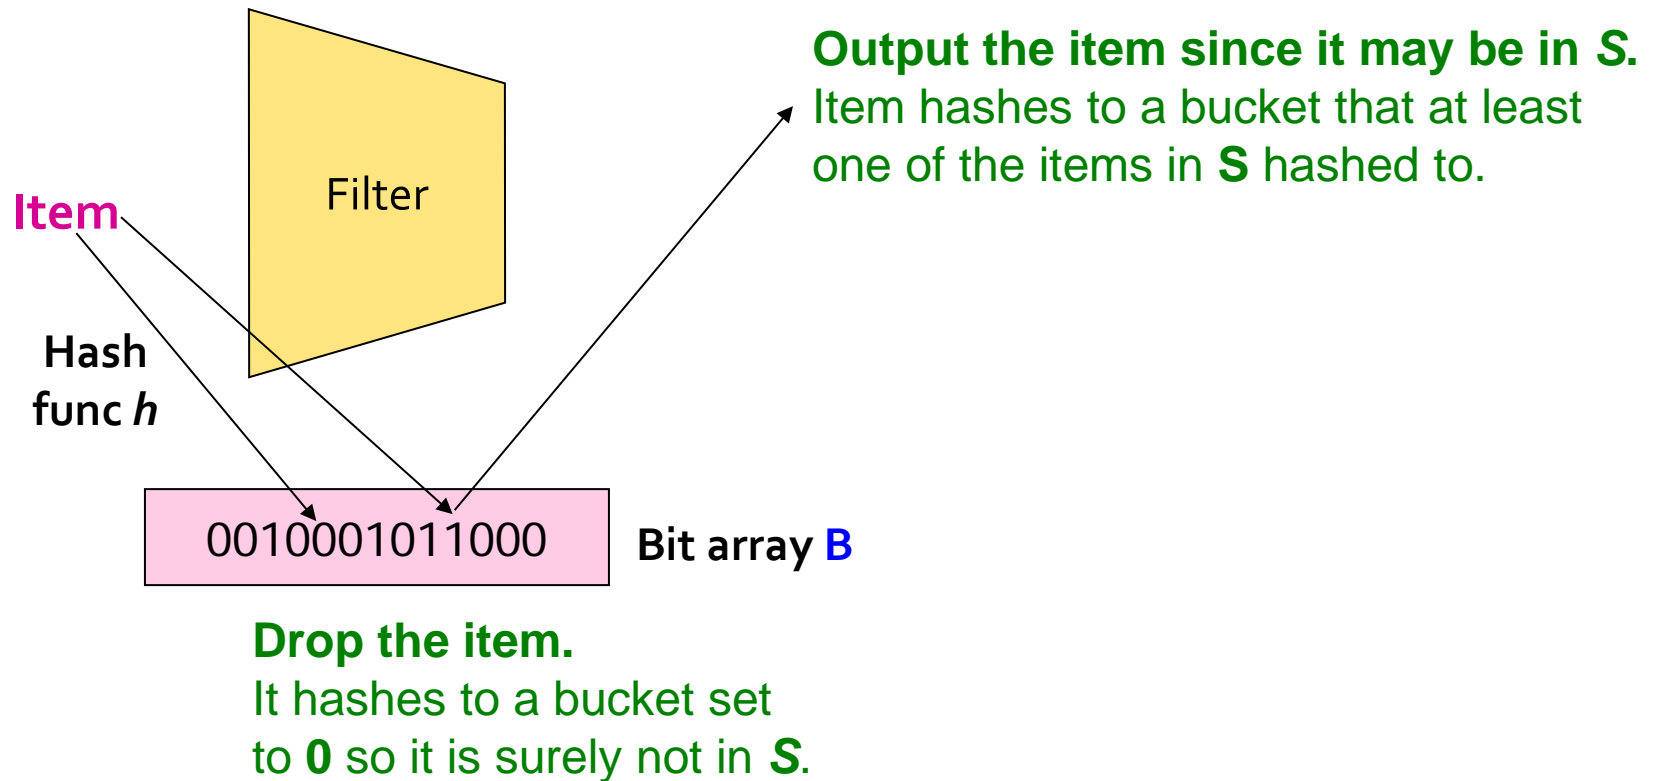 Output the item since it may be in S.
Item hashes to a bucket that at least
one of the items in S hashed to.
Filter
Item
Hash
func h
0010001011000
Bit array B
Drop the item.
It hashes to a bucket set
to 0 so it is surely not in S.